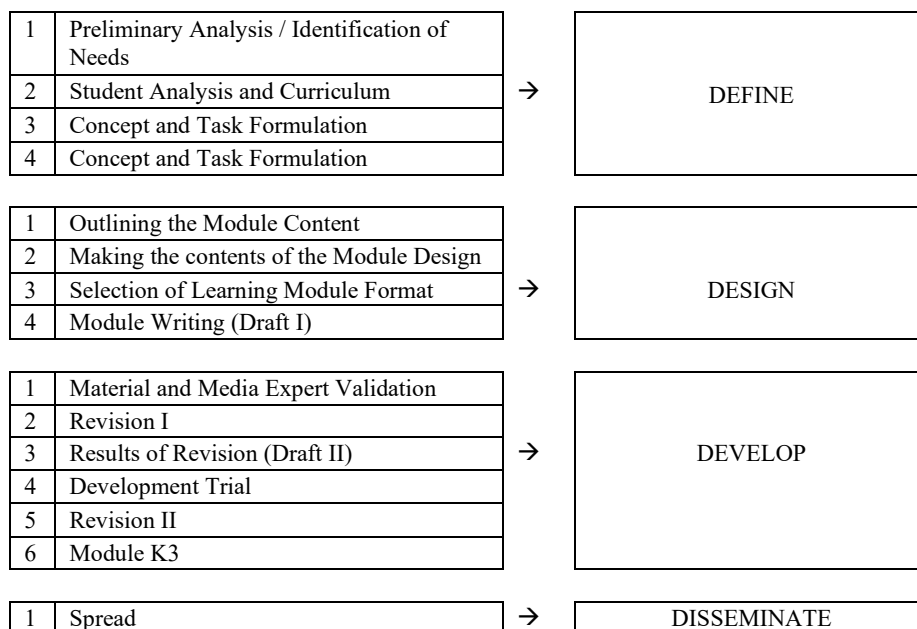 1 Preliminary Analysis / Identification of
Needs
2 Student Analysis and Curriculum → DEFINE
3 Concept and Task Formulation
4 Concept and Task Formulation
1 Outlining the Module Content
2 Making the contents of the Module Design
3 Selection of Learning Module Format → DESIGN
4 Module Writing (Draft I)
1 Material and Media Expert Validation
2 Revision I
3 Results of Revision (Draft II) → DEVELOP
4 Development Trial
5 Revision II
6 Module K3
1 Spread → DISSEMINATE